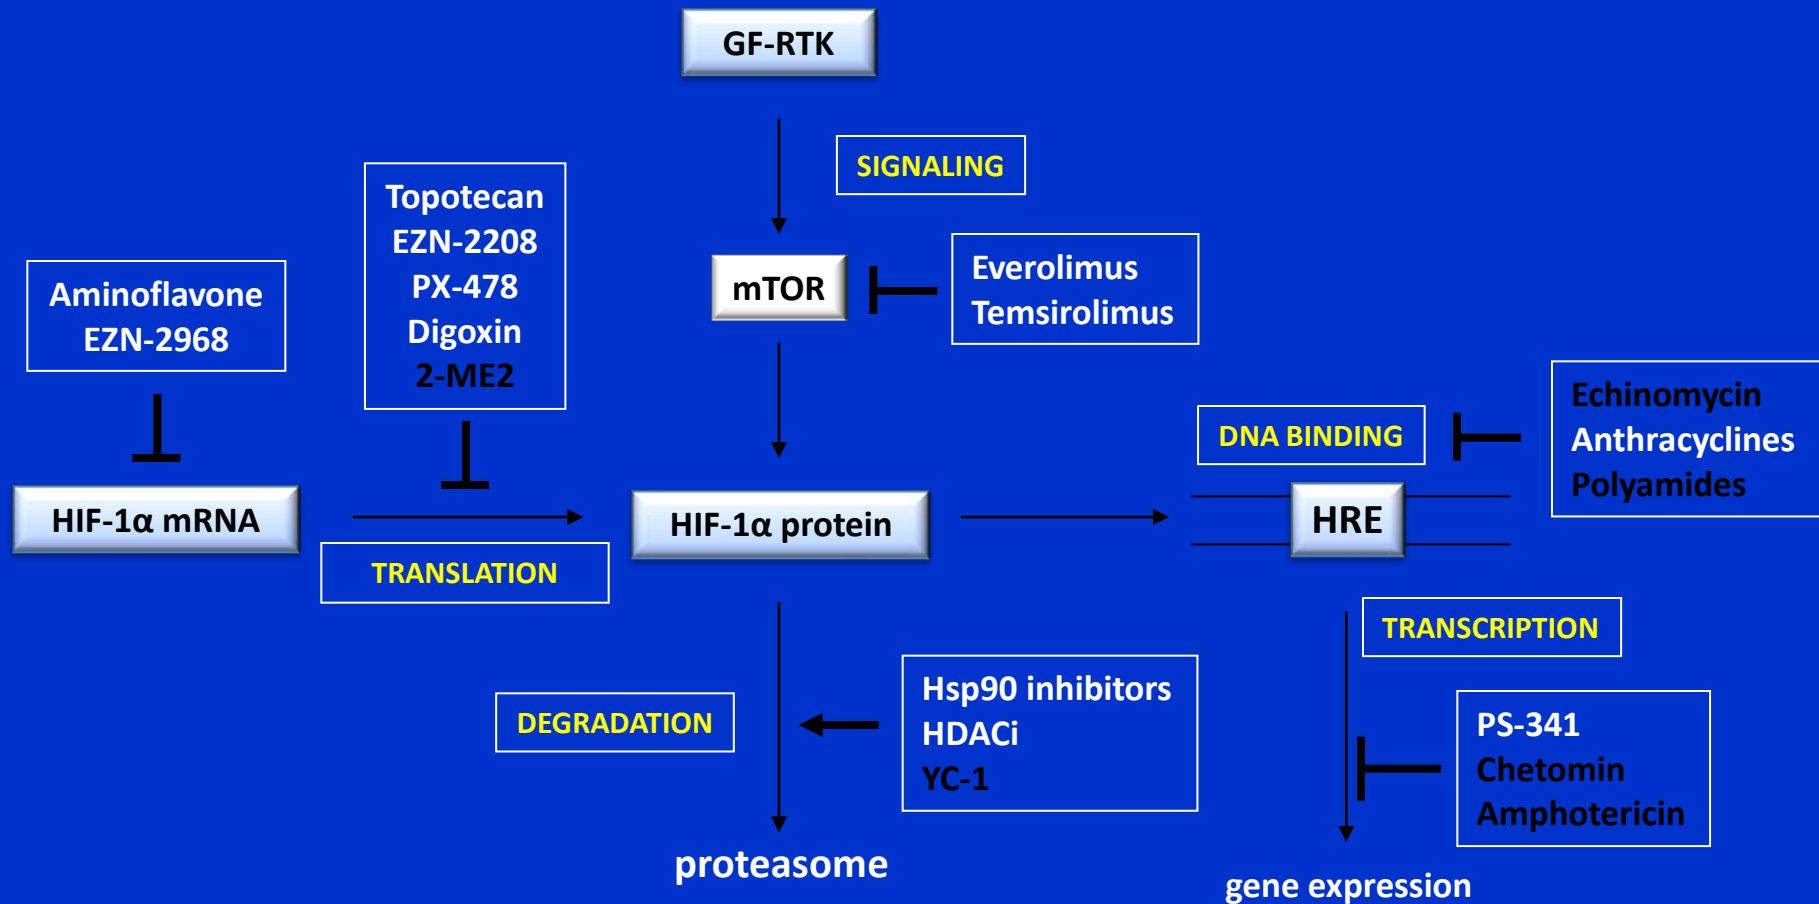 GF-RTK
SIGNALING
Topotecan
EZN-2208
PX-478
Digoxin
2-ME2
Aminoflavone
EZN-2968
mTOR
Everolimus
Temsirolimus
Echinomycin
Anthracyclines
Polyamides
DNA BINDING
HIF-1α mRNA
HIF-1α protein
HRE
TRANSLATION
TRANSCRIPTION
DEGRADATION
Hsp90 inhibitors
HDACi
YC-1
PS-341
Chetomin
Amphotericin
proteasome
gene expression